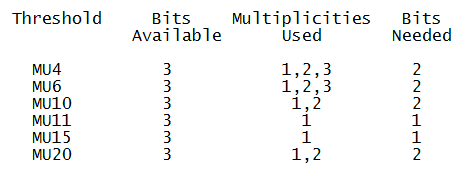 Threshold Bits Multiplicities Bits
Available Used Needed
MU4 3 1,2,3 2
MU6 3 1,2,3 2
MU10 3 1,2 2
MU11 3 1 1
MU15 3 1 1
MU20 3 1,2 2